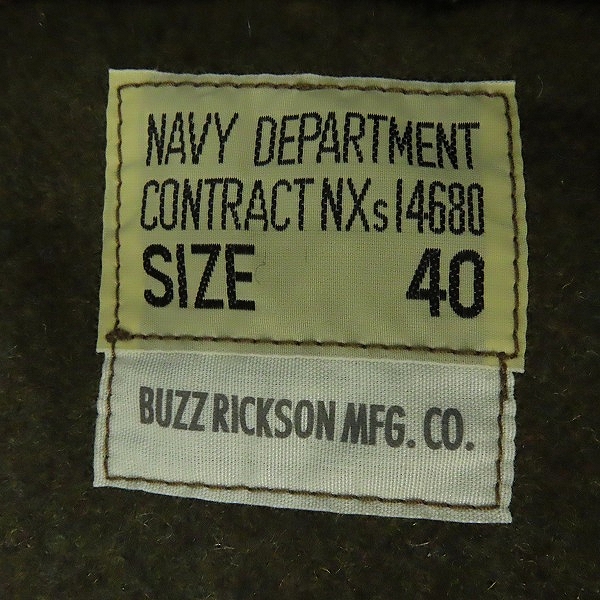 NAVY DEPARTMENT
CONTRACT NXs 14680
SIZE 40
BUZZ RICKSON MFG. CO.